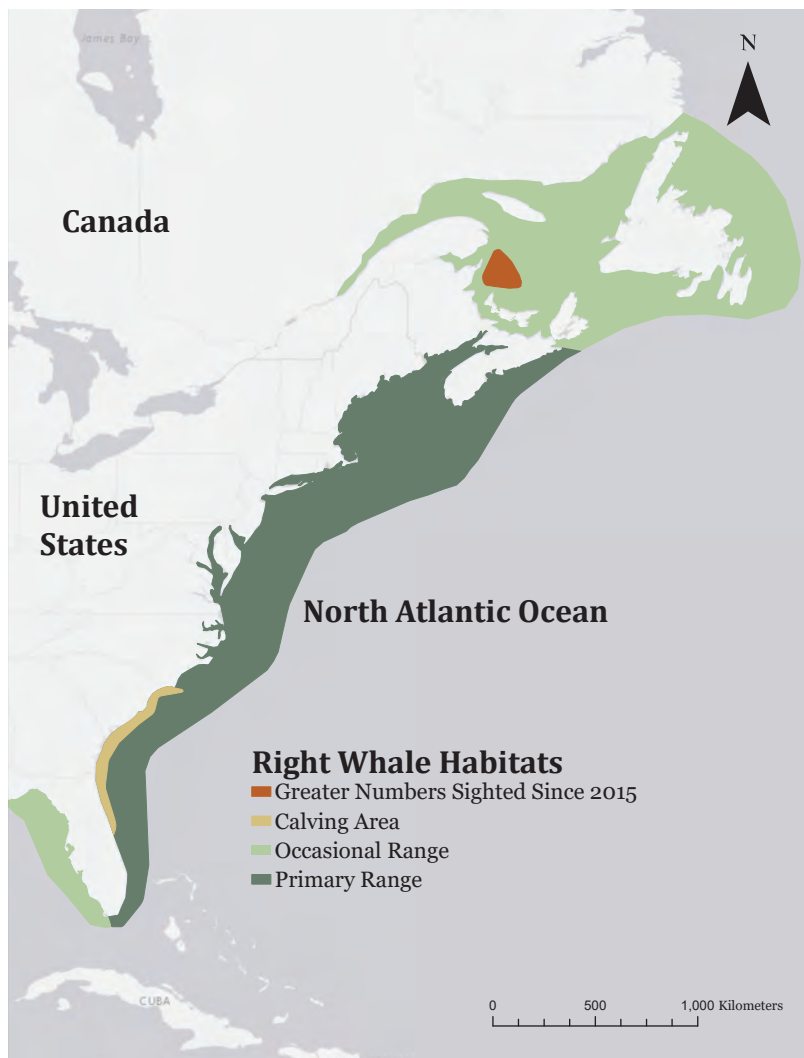 James Bay
N
Canada
United
States
North Atlantic Ocean
Right Whale Habitats
Greater Numbers Sighted Since 2015
Calving Area
Occasional Range
Primary Range
CUBA
0 500 1,000 Kilometers